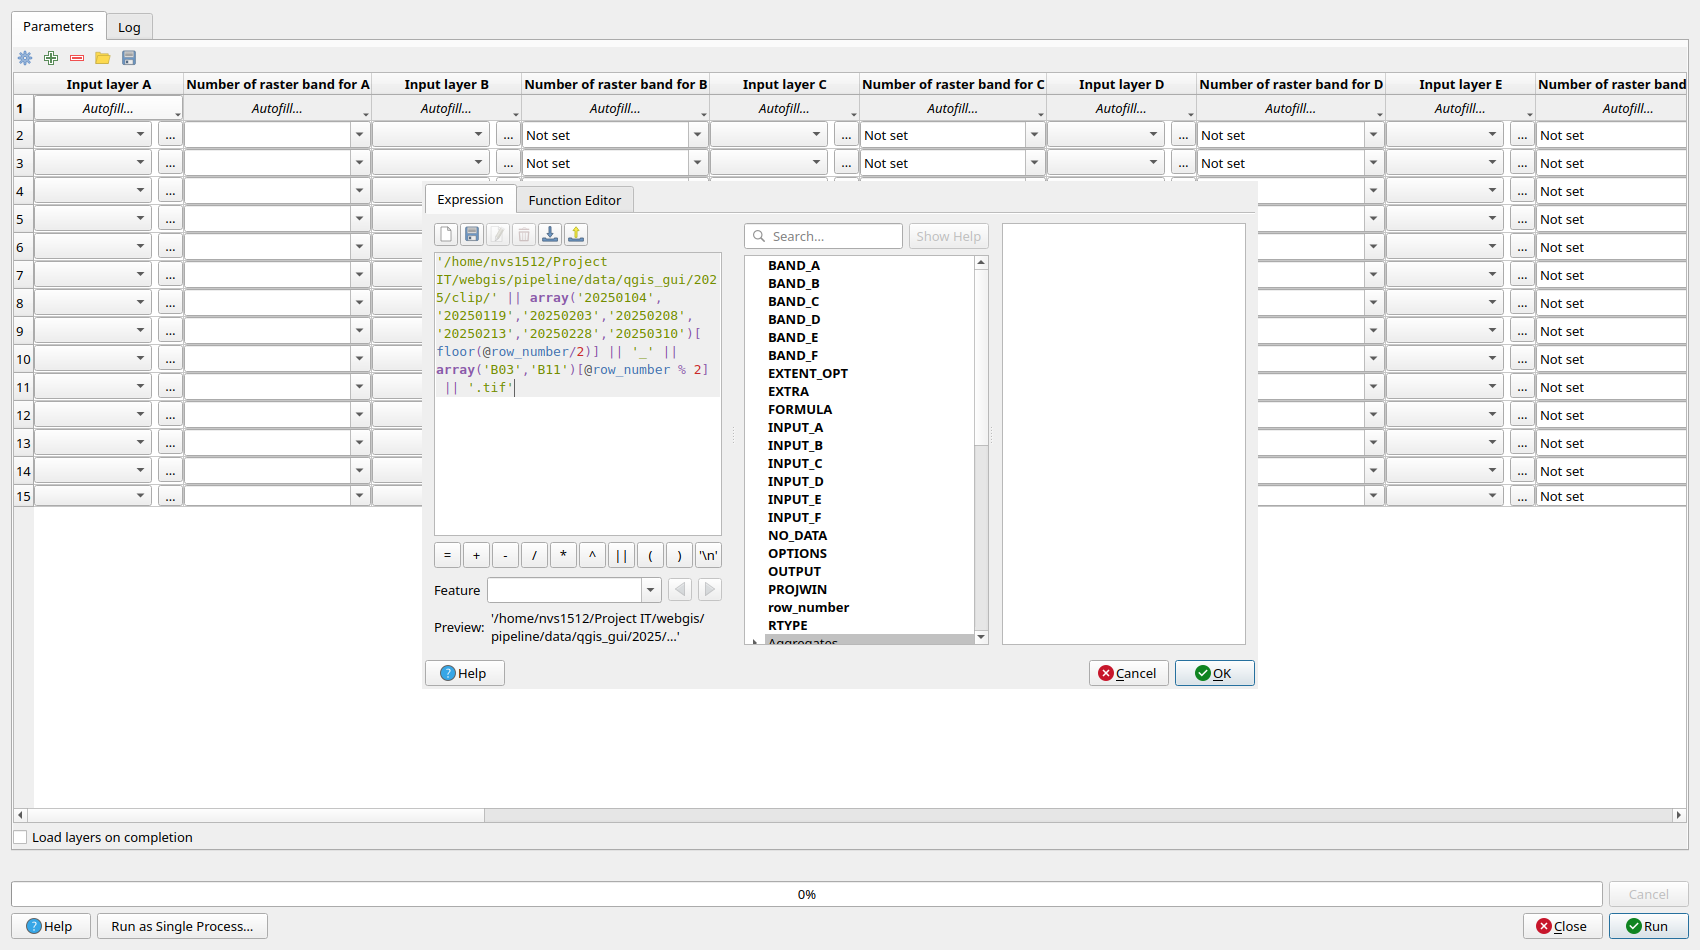 Parameters Log
Input layer A Number of raster band for A Input layer B Number of raster band for B Input layer C Number of raster band for C Input layer D Number of raster band for D Input layer E Number of raster band
1 Autofill... Autofill... Autofill... Autofill... Autofill... Autofill... Autofill... Autofill... Autofill... Autofill...
2 ... ... Not set ... Not set ... Not set ... Not set
3 ... ... Not set ... Not set ... Not set ... Not set
4 ... ... Not set
5 ... ... Not set
6 ... ... Not set
7 ... ... Not set
8 ... ... Not set
9 ... ... Not set
10 ... ... Not set
11 ... ... Not set
12 ... ... Not set
13 ... ... Not set
14 ... ... Not set
15 ... ... Not set
Expression Function Editor
'/home/nvs1512/Project
IT/webgis/pipeline/data/qgis_gui/202
5/clip/' || array('20250104',
'20250119','20250203','20250208',
'20250213','20250228','20250310')[
floor(@row_number/2)] || '_' ||
array('B03','B11')[@row_number % 2]
|| '.tif'
= + - / * ^ || ( ) '\n'
Feature
Preview: '/home/nvs1512/Project IT/webgis/
pipeline/data/qgis_gui/2025/...'
Search... Show Help
BAND_A
BAND_B
BAND_C
BAND_D
BAND_E
BAND_F
EXTENT_OPT
EXTRA
FORMULA
INPUT_A
INPUT_B
INPUT_C
INPUT_D
INPUT_E
INPUT_F
NO_DATA
OPTIONS
OUTPUT
PROJWIN
row_number
RTYPE
Aggregates
Help Cancel OK
Load layers on completion
0% Cancel
Help Run as Single Process... Close Run